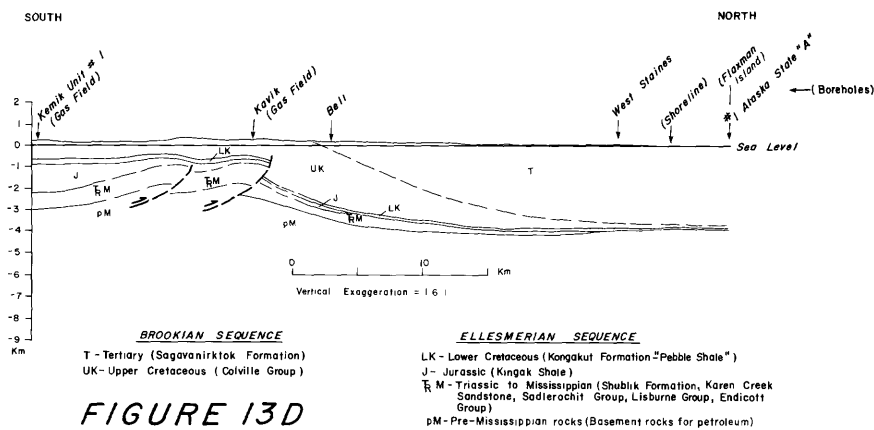 SOUTH
NORTH
Kemik Unit # 1
(Gas Field)
Kavik
(Gas Field)
Bell
West Staines
(Shoreline)
(Flaxman
Island)
#1 Alaska State "A"
(Boreholes)
2
1
0
-1
-2
-3
-4
-5
-6
-7
-8
-9
Km
Sea Level
LK
J
TR M
pM
TR M
UK
T
J
LK
TR M
pM
0
10
Km
Vertical Exaggeration = 1 6 1
BROOKIAN SEQUENCE
T - Tertiary (Sagavanirktok Formation)
UK - Upper Cretaceous (Colville Group)
ELLESMERIAN SEQUENCE
LK - Lower Cretaceous (Kongakut Formation-"Pebble Shale")
J - Jurassic (Kingak Shale)
TR M - Triassic to Mississippian (Shublik Formation, Karen Creek
Sandstone, Sadlerochit Group, Lisburne Group, Endicott
Group)
pM-Pre-Mississippian rocks (Basement rocks for petroleum)
FIGURE 13D